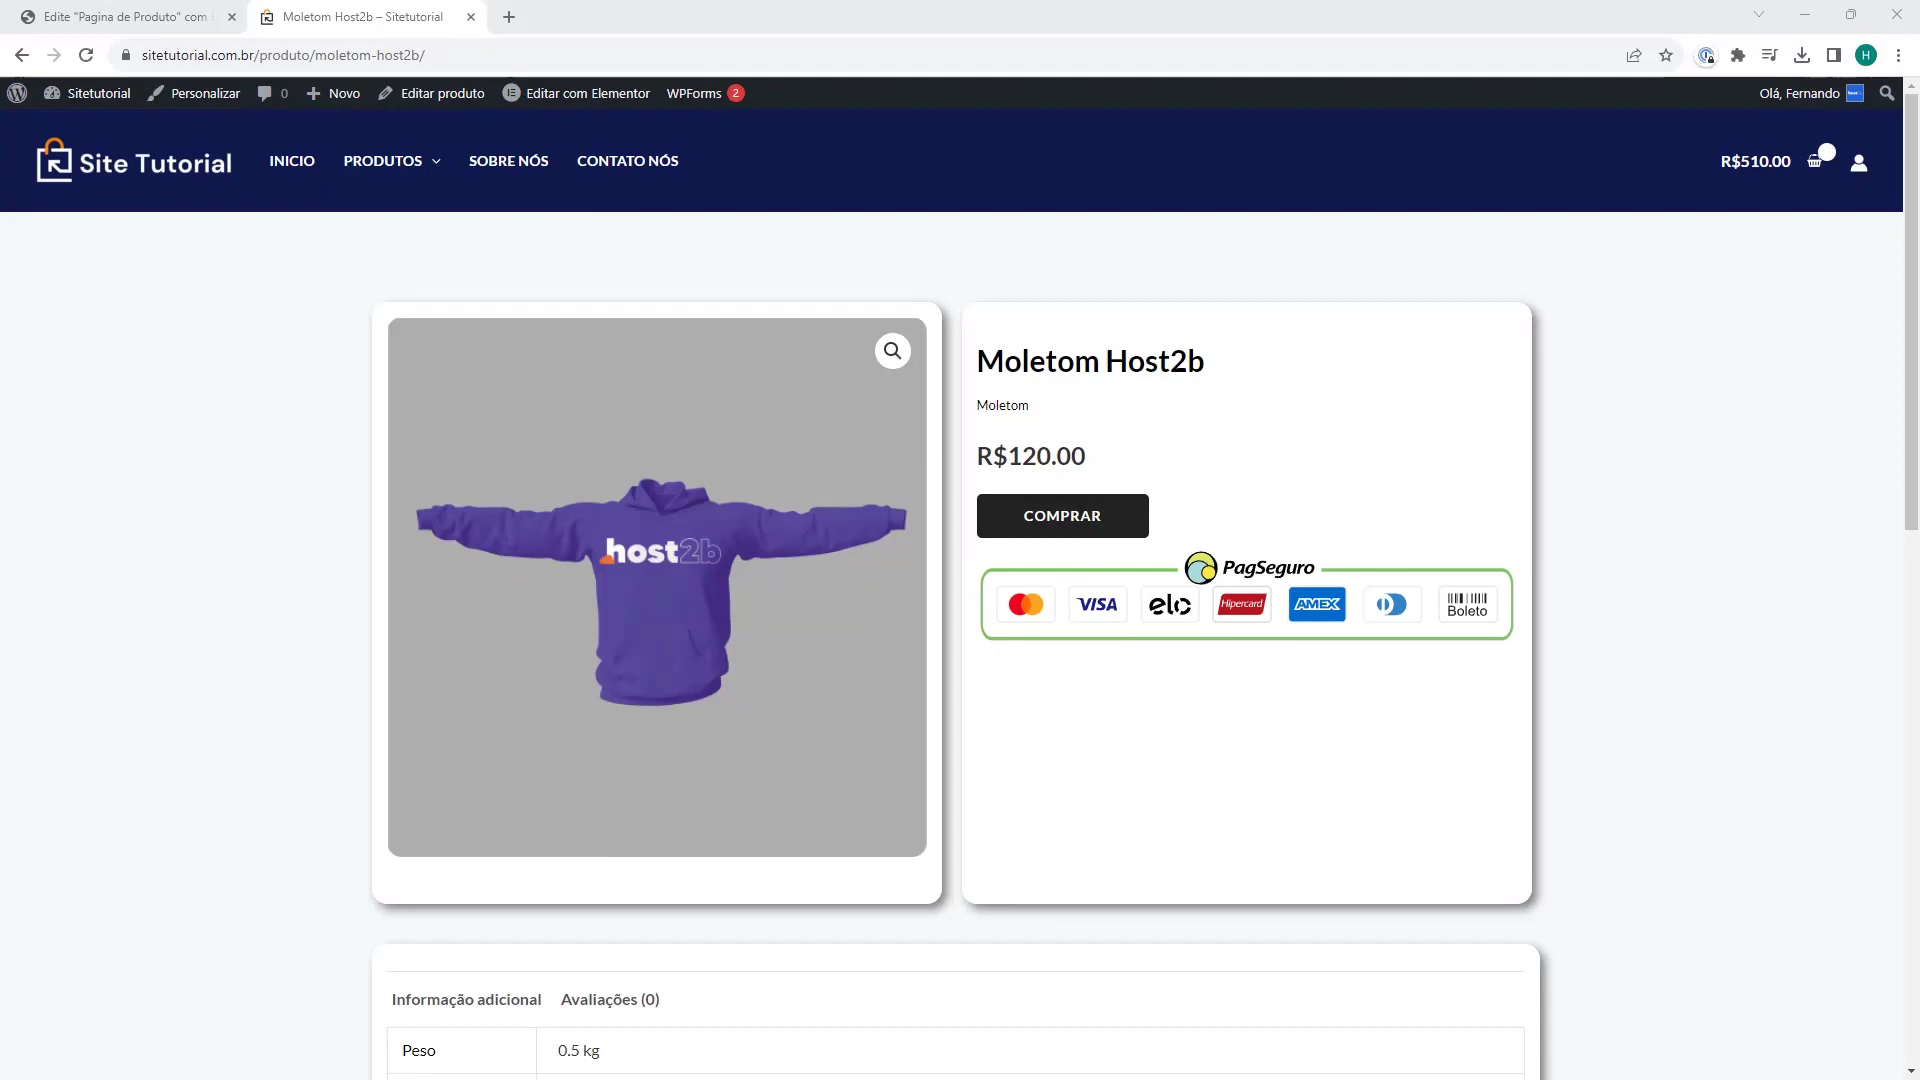 Edite "Pagina de Produto" com
Moletom Host2b – Sitetutorial
sitetutorial.com.br/produto/moletom-host2b/
H
Sitetutorial
Personalizar
0
Novo
Editar produto
Editar com Elementor
WPForms 2
Olá, Fernando
Site Tutorial
INICIO
PRODUTOS
SOBRE NÓS
CONTATO NÓS
R$510.00
host2b
Moletom Host2b
Moletom
R$120.00
COMPRAR
PagSeguro
VISA
elo
Hipercard
AMEX
Boleto
Informação adicional
Avaliações (0)
Peso
0.5 kg